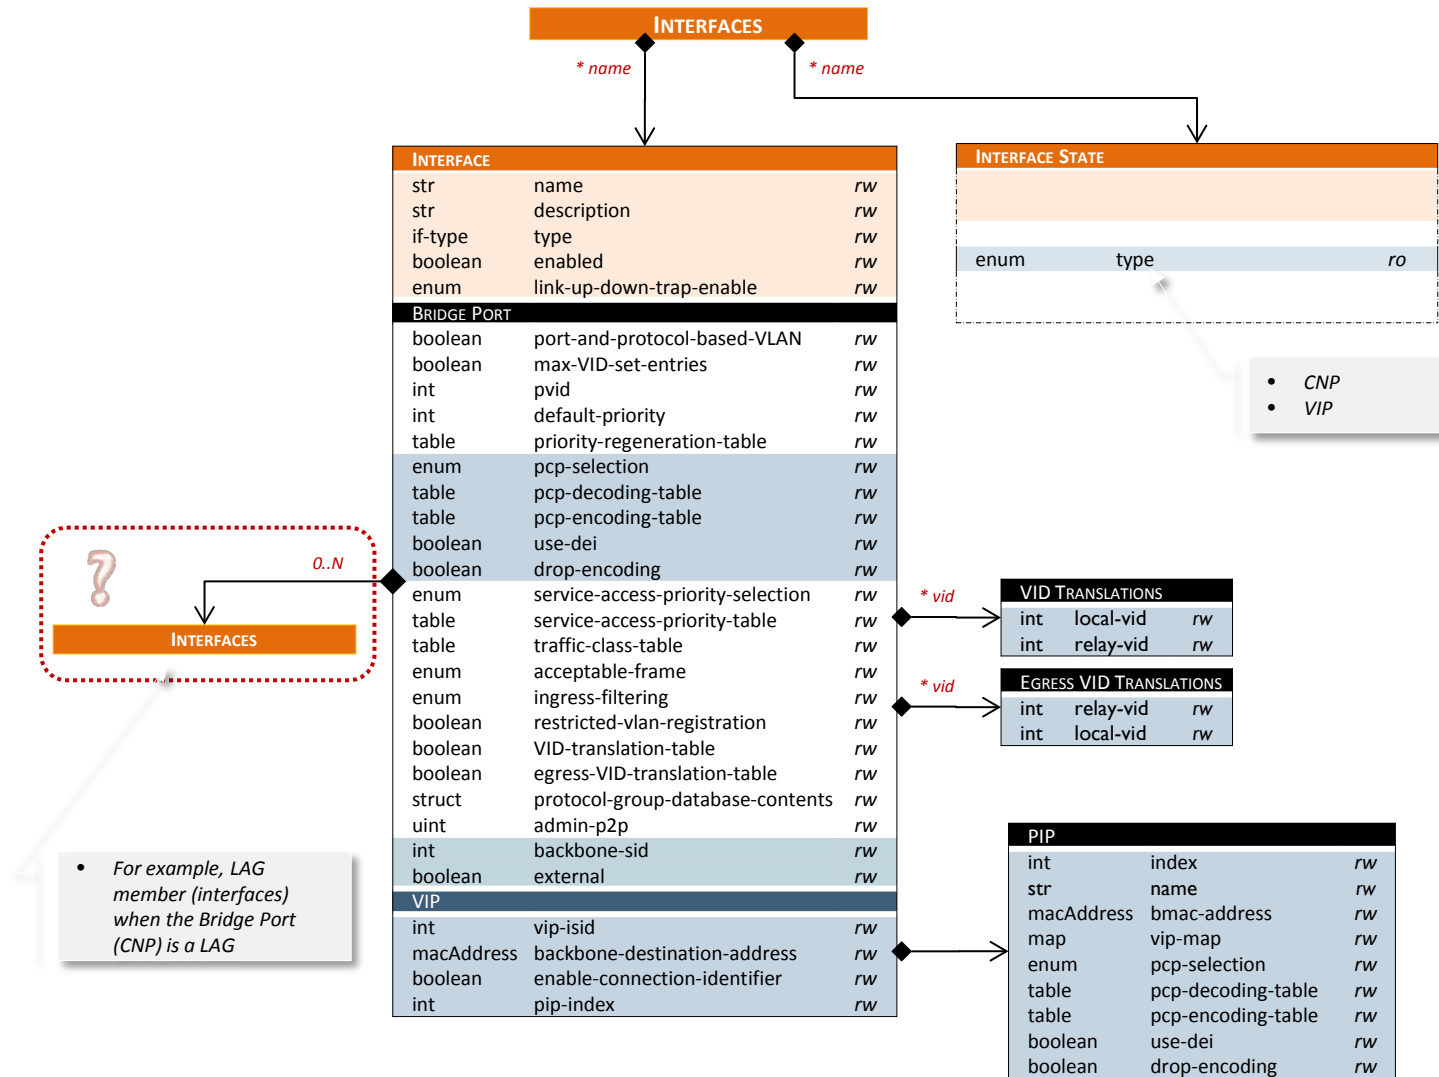 INTERFACES
* name
* name
INTERFACE
str name rw
str description rw
if-type type rw
boolean enabled rw
enum link-up-down-trap-enable rw
BRIDGE PORT
boolean port-and-protocol-based-VLAN rw
boolean max-VID-set-entries rw
int pvid rw
int default-priority rw
table priority-regeneration-table rw
enum pcp-selection rw
table pcp-decoding-table rw
table pcp-encoding-table rw
boolean use-dei rw
boolean drop-encoding rw
enum service-access-priority-selection rw
table service-access-priority-table rw
table traffic-class-table rw
enum acceptable-frame rw
enum ingress-filtering rw
boolean restricted-vlan-registration rw
boolean VID-translation-table rw
boolean egress-VID-translation-table rw
struct protocol-group-database-contents rw
uint admin-p2p rw
int backbone-sid rw
boolean external rw
VIP
int vip-isid rw
macAddress backbone-destination-address rw
boolean enable-connection-identifier rw
int pip-index rw
INTERFACE STATE
enum type ro
• CNP
• VIP
?
0..N
INTERFACES
• For example, LAG
member (interfaces)
when the Bridge Port
(CNP) is a LAG
* vid
VID TRANSLATIONS
int local-vid rw
int relay-vid rw
* vid
EGRESS VID TRANSLATIONS
int relay-vid rw
int local-vid rw
PIP
int index rw
str name rw
macAddress bmac-address rw
map vip-map rw
enum pcp-selection rw
table pcp-decoding-table rw
table pcp-encoding-table rw
boolean use-dei rw
boolean drop-encoding rw